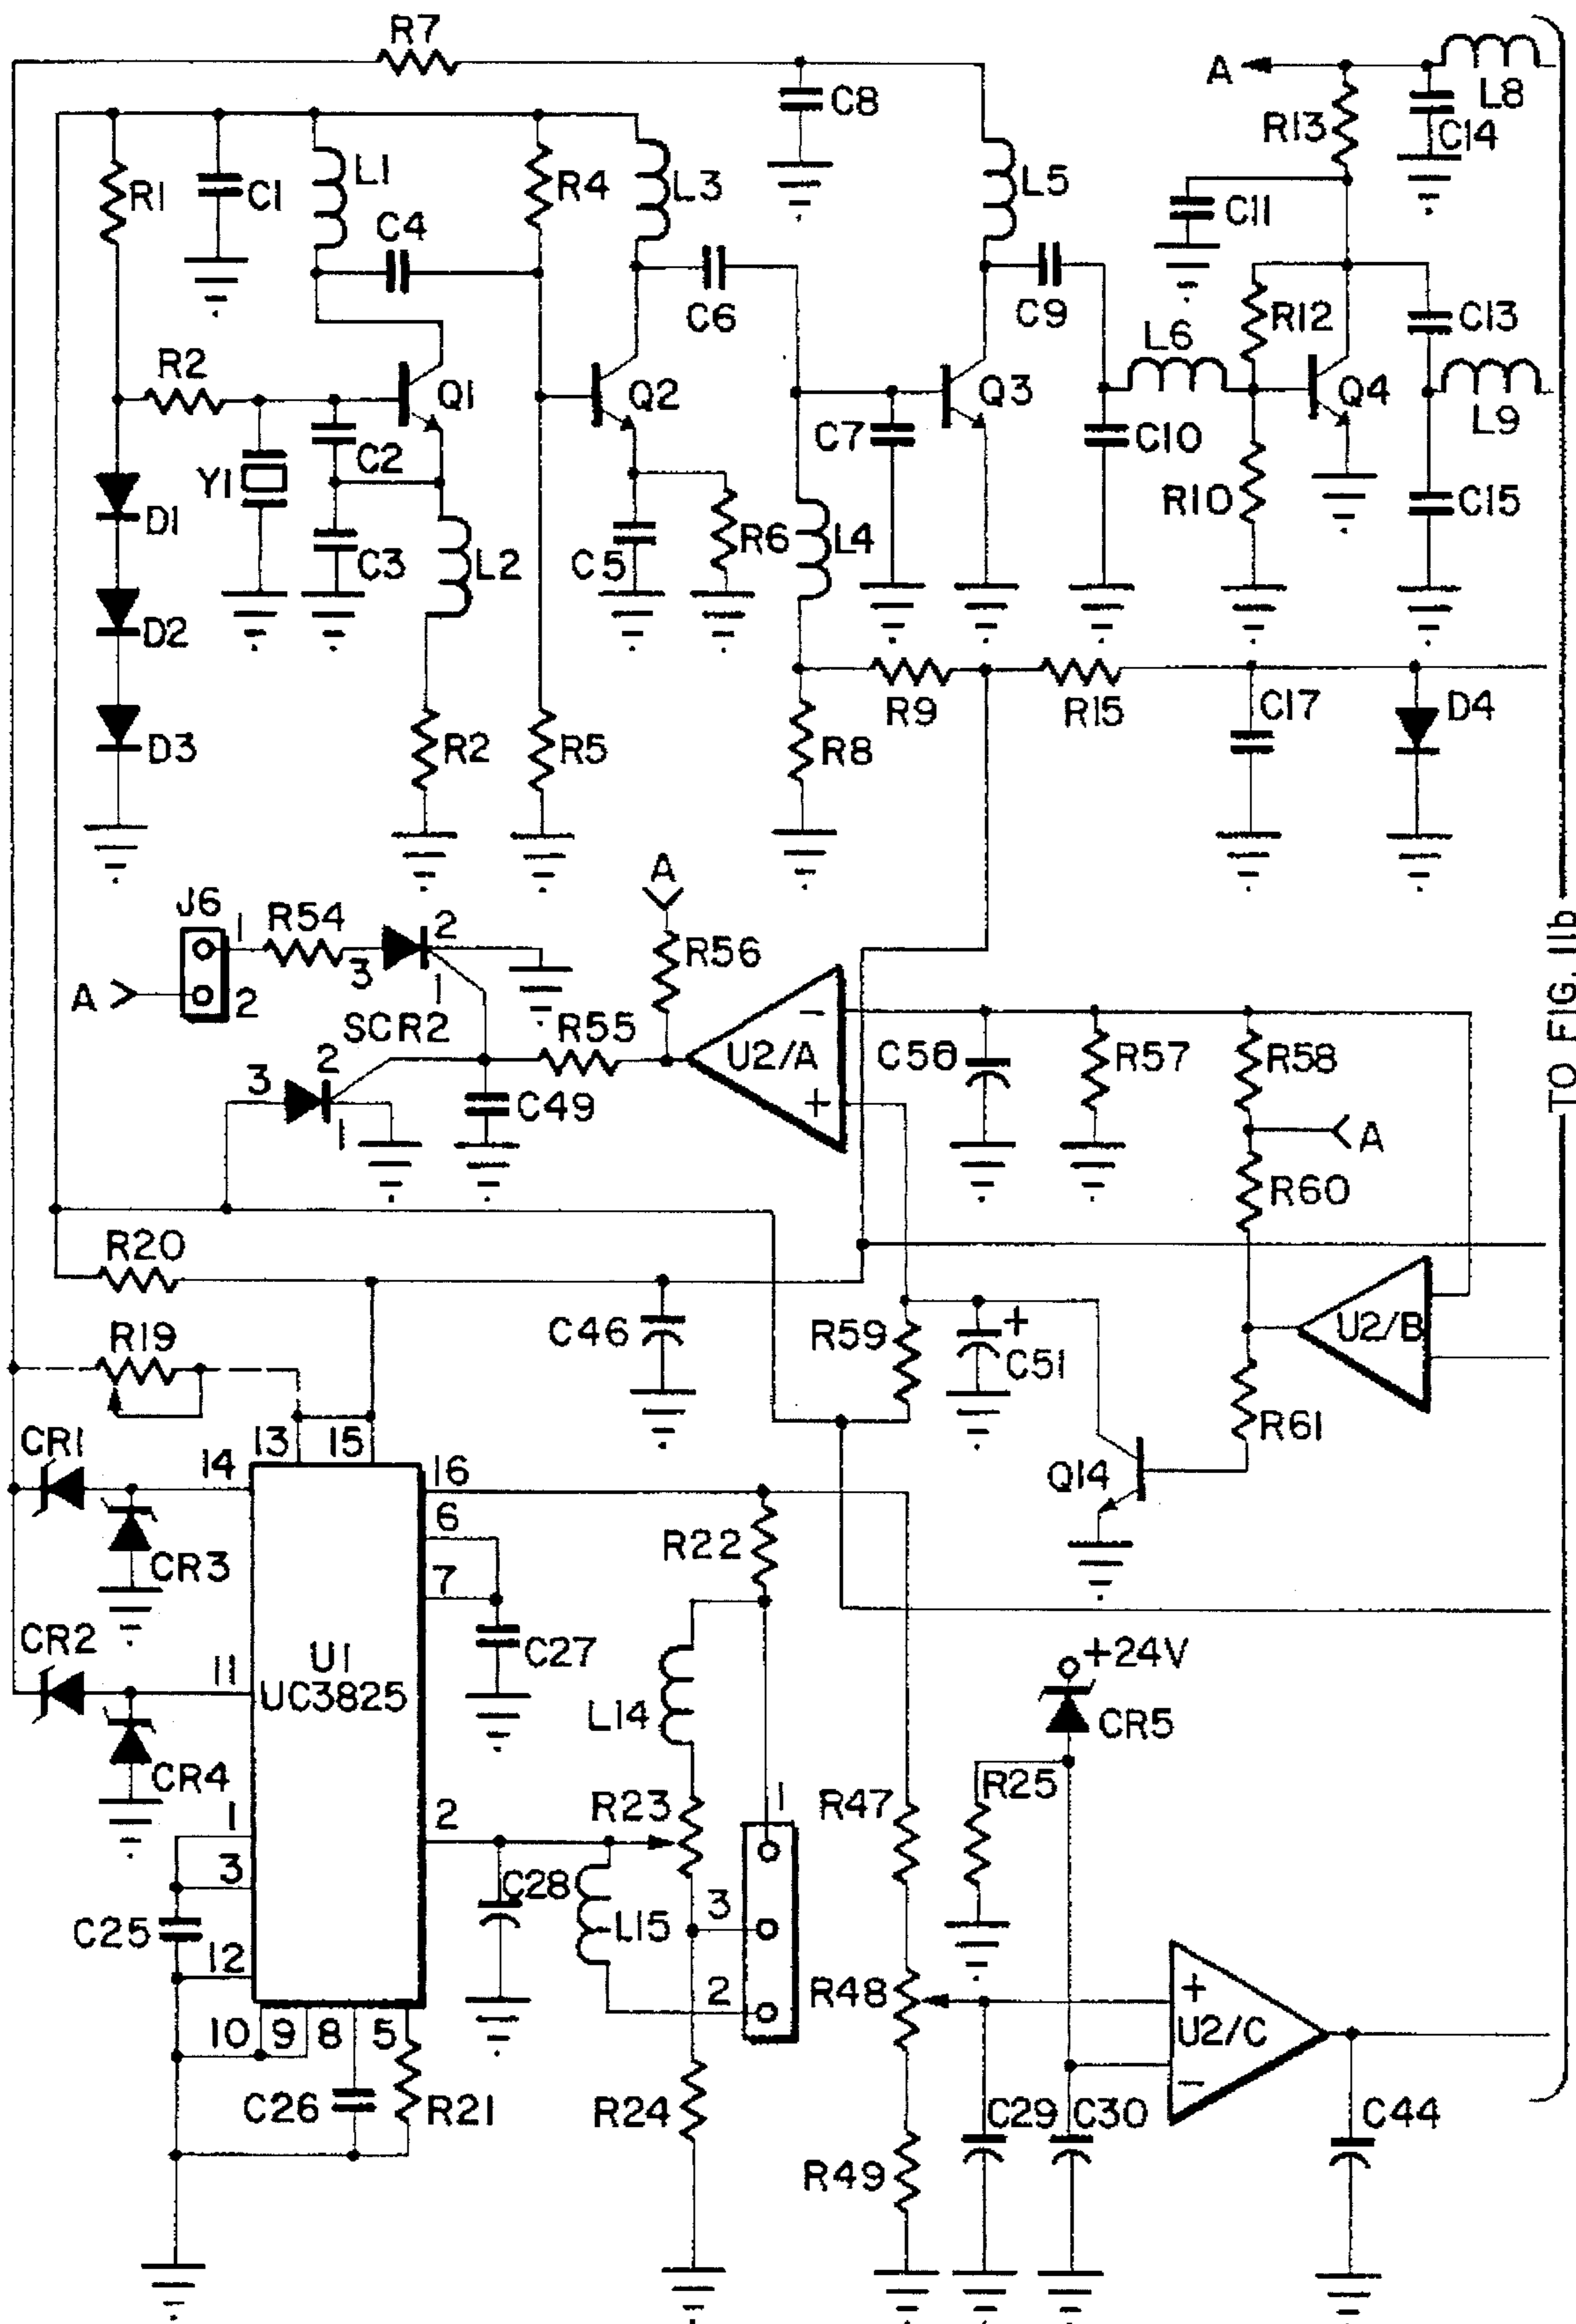 R7
A
L8
C8
R13
C14
R1
C1
L1
R4
L3
L5
C11
C4
C6
C9
R12
C13
L6
R2
Q1
Q2
Q3
Q4
L9
C7
C10
Y1
C2
R10
C15
D1
C3
L2
C5
R6
L4
D2
R9
R15
C17
D4
D3
R2
R5
R8
A
J6
1
R54
2
R56
3
A
2
1
SCR2
R55
−
U2/A
C58
R57
R58
TO FIG. 11b
2
3
C49
+
1
A
R60
R20
R19
C46
R59
+
C51
U2/B
R61
CR1
13
15
14
16
Q14
6
R22
CR3
7
CR2
U1
UC3825
C27
+24V
11
L14
CR5
CR4
R25
1
2
R23
1
R47
3
C28
3
C25
L15
12
2
R48
+
U2/C
−
10
9
8
5
C26
R21
R24
C29
C30
C44
R49